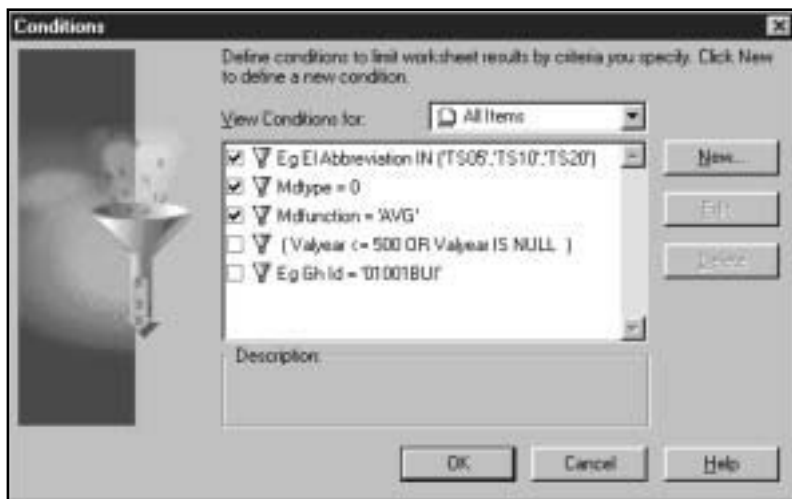 Conditions
Define conditions to limit worksheet results by criteria you specify. Click New
to define a new condition.
View Conditions for:
All Items
Eg El Abbreviation IN ('TS05','TS10','TS20')
New...
Mdtype = 0
Edit...
Mdfunction = 'AVG'
( Valyear <= 500 OR Valyear IS NULL )
Delete
Eg Gh Id = '01001BUI'
Description:
OK
Cancel
Help